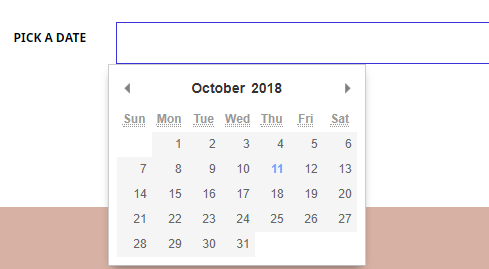 PICK A DATE
October 2018
Sun Mon Tue Wed Thu Fri Sat
1 2 3 4 5 6
7 8 9 10 11 12 13
14 15 16 17 18 19 20
21 22 23 24 25 26 27
28 29 30 31